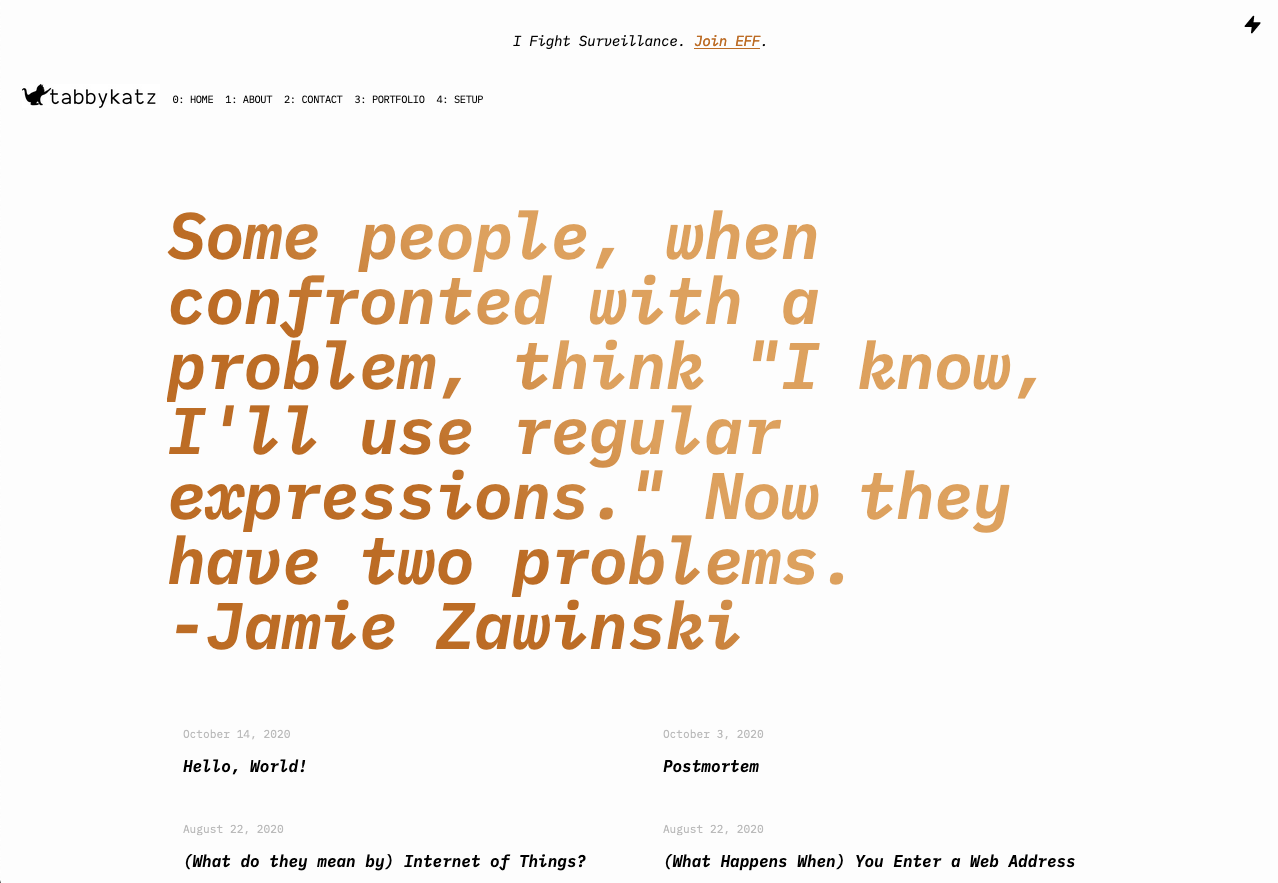 I Fight Surveillance. Join EFF.
tabbykatz 0: HOME 1: ABOUT 2: CONTACT 3: PORTFOLIO 4: SETUP
Some people, when
confronted with a
problem, think "I know,
I'll use regular
expressions." Now they
have two problems.
-Jamie Zawinski
October 14, 2020
Hello, World!
October 3, 2020
Postmortem
August 22, 2020
(What do they mean by) Internet of Things?
August 22, 2020
(What Happens When) You Enter a Web Address